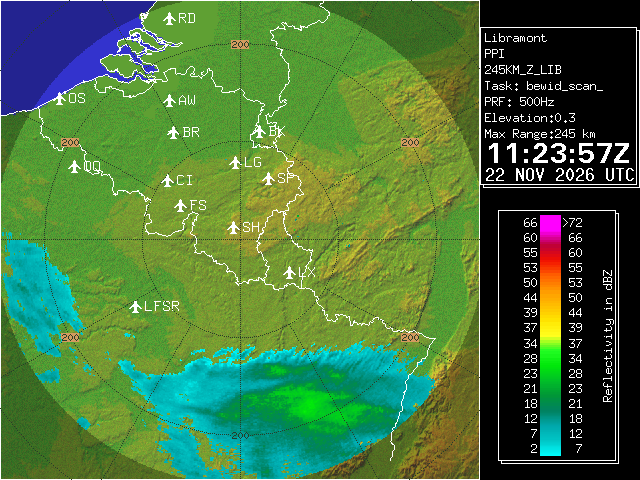 RD
200
OS
AW
BR
BK
200
200
OO
LG
CI
SP
FS
SH
LX
LFSR
200
200
200
Libramont
PPI
245KM_Z_LIB
Task: bewid_scan_
PRF: 500Hz
Elevation:0.3
Max Range:245 km
11:23:57Z
22 NOV 2026 UTC
66 >72
60 66
55 60
53 55
50 53
44 50
39 44
37 39
34 37
28 34
23 28
21 23
18 21
12 18
7 12
2 7
Reflectivity in dBZ